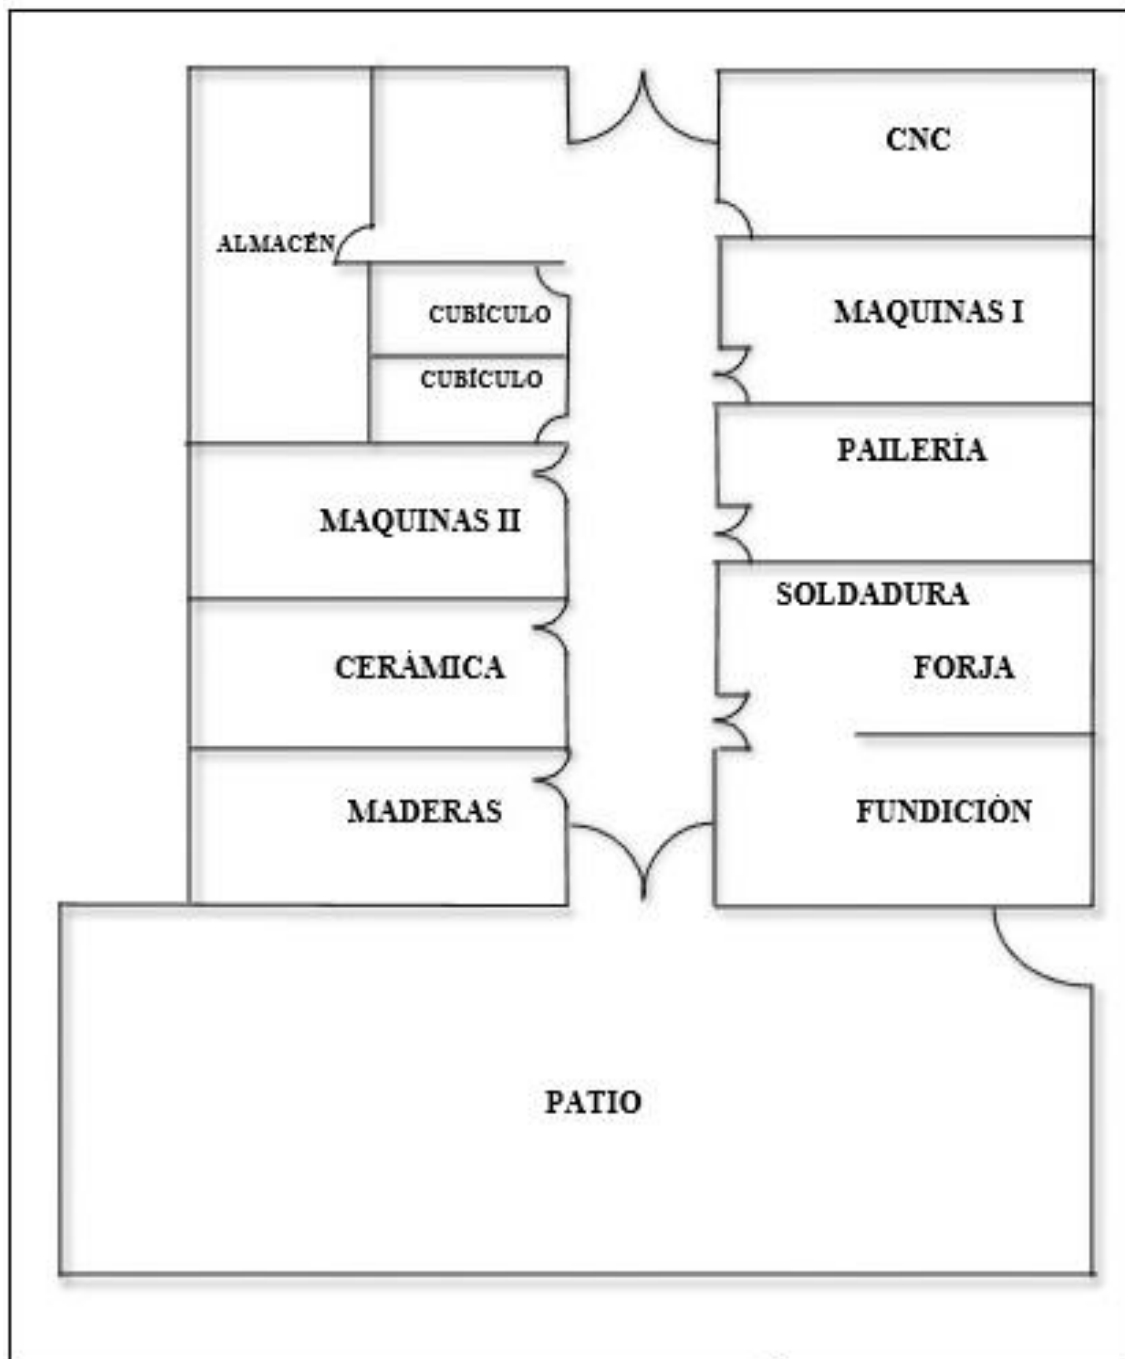 CNC
ALMACÉN
CUBÍCULO
MAQUINAS I
CUBÍCULO
PAILERÍA
MAQUINAS II
SOLDADURA
CERÁMICA
FORJA
MADERAS
FUNDICIÓN
PATIO